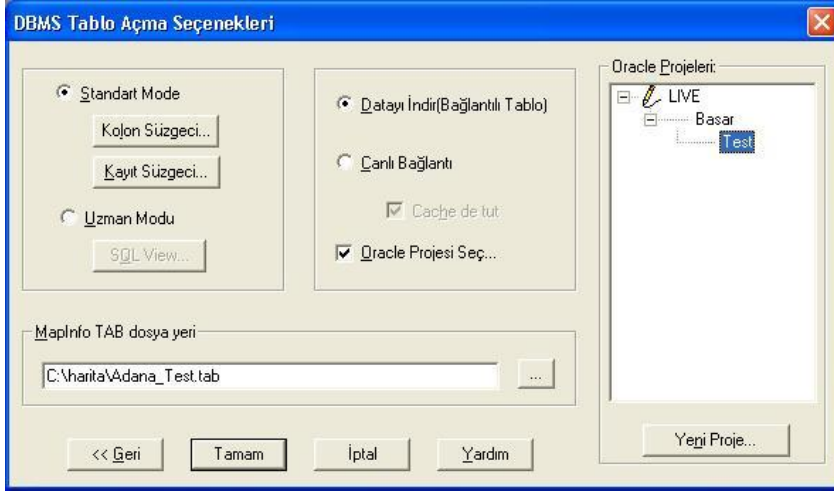 DBMS Tablo Açma Seçenekleri
Standart Mode
Kolon Süzgeci...
Kayıt Süzgeci...
Uzman Modu
SQL View...
Datayı İndir(Bağlantılı Tablo)
Canlı Bağlantı
Cache de tut
Oracle Projesi Seç...
Oracle Projeleri:
LIVE
Basar
Test
MapInfo TAB dosya yeri
C:\harita\Adana_Test.tab
...
<< Geri
Tamam
İptal
Yardım
Yeni Proje...